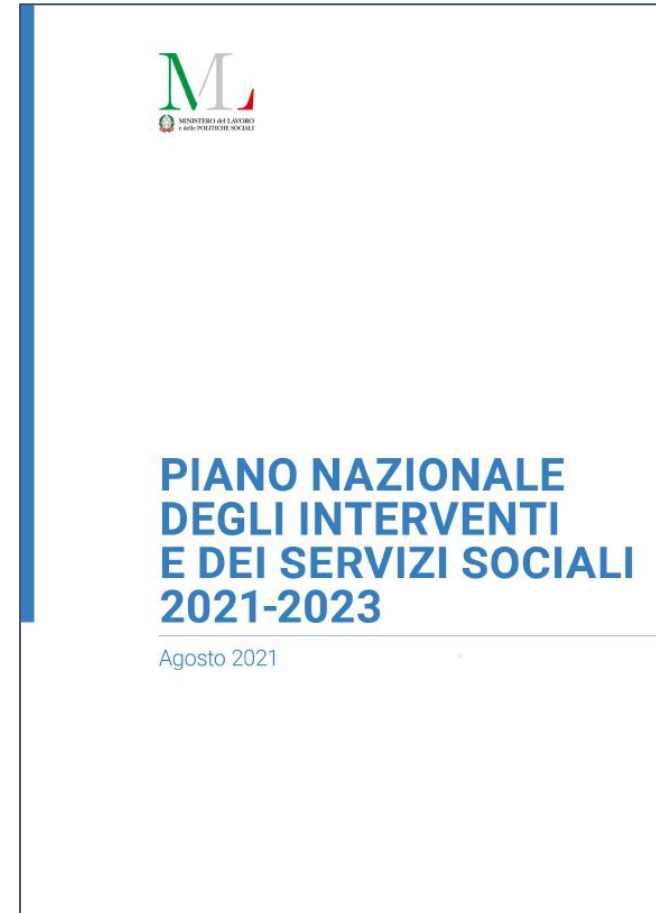 ML
MINISTERO del LAVORO
e delle POLITICHE SOCIALI
PIANO NAZIONALE
DEGLI INTERVENTI
E DEI SERVIZI SOCIALI
2021-2023
Agosto 2021